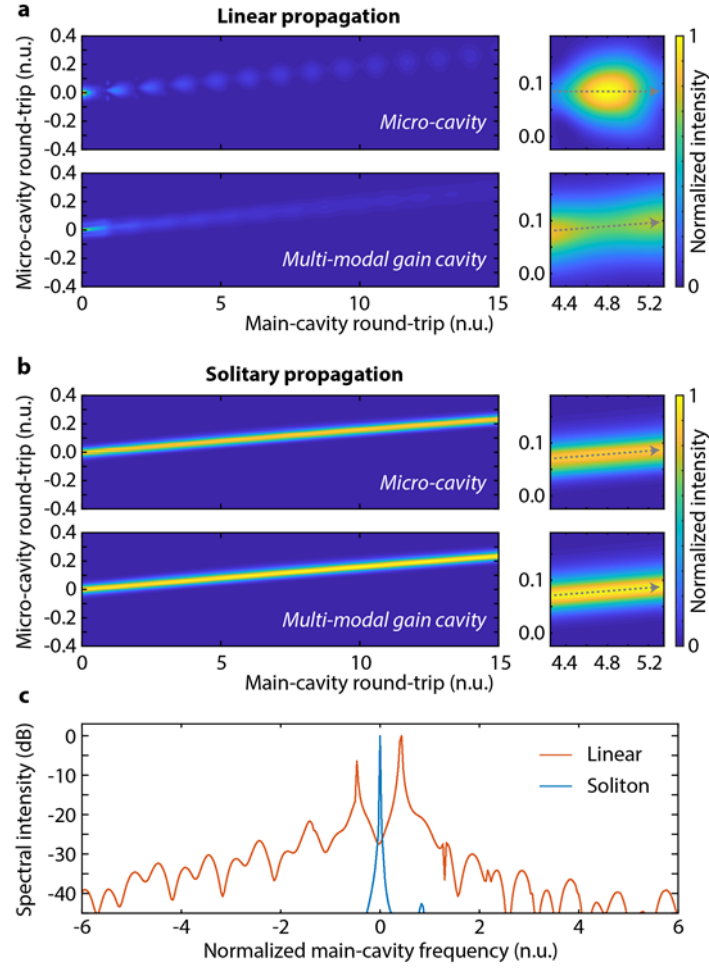 a
Linear propagation
Micro-cavity round-trip (n.u.)
0.4
0.2
0.0
-0.2
-0.4
Micro-cavity
0.4
0.2
0
-0.2
-0.4
Multi-modal gain cavity
0
5
10
15
Main-cavity round-trip (n.u.)
0.1
0.0
0.1
0.0
4.4 4.8 5.2
1
Normalized intensity
0
b
Solitary propagation
Micro-cavity round-trip (n.u.)
0.4
0.2
0.0
-0.2
-0.4
Micro-cavity
0.4
0.2
0
-0.2
-0.4
Multi-modal gain cavity
0
5
10
15
Main-cavity round-trip (n.u.)
0.1
0.0
0.1
0.0
4.4 4.8 5.2
1
Normalized intensity
0
c
Spectral intensity (dB)
0
-10
-20
-30
-40
Linear
Soliton
-6
-4
-2
0
2
4
6
Normalized main-cavity frequency (n.u.)